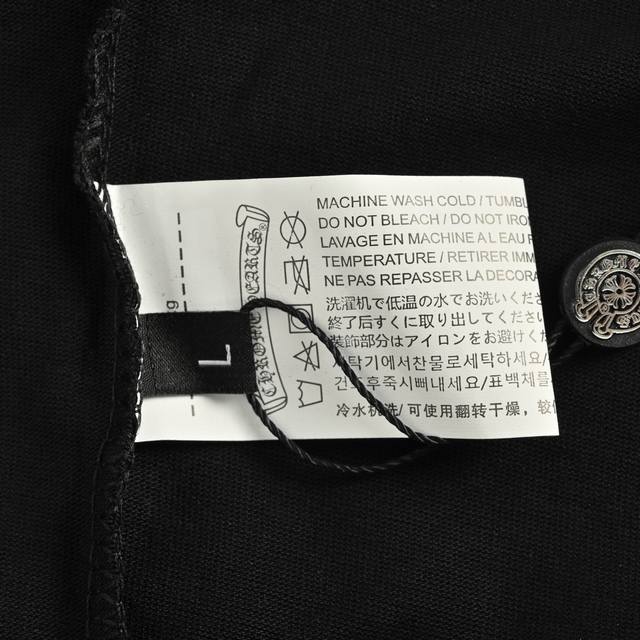 MACHINE WASH COLD / TUMBL
DO NOT BLEACH / DO NOT IRON
LAVAGE EN MACHINE A L EAU F
TEMPERATURE / RETIRER IMM
NE PAS REPASSER LA DECORA
洗濯机で低温の水でお洗いくださ
終了后すぐに取り出してくださ
装飾部分はアイロンをお避けくだ
탁기에서찬물로세탁하세요/
건 후즉시빼내세요/표백체를
冷水机洗/可使用翻转干燥，较
CHROME HEARTS
L